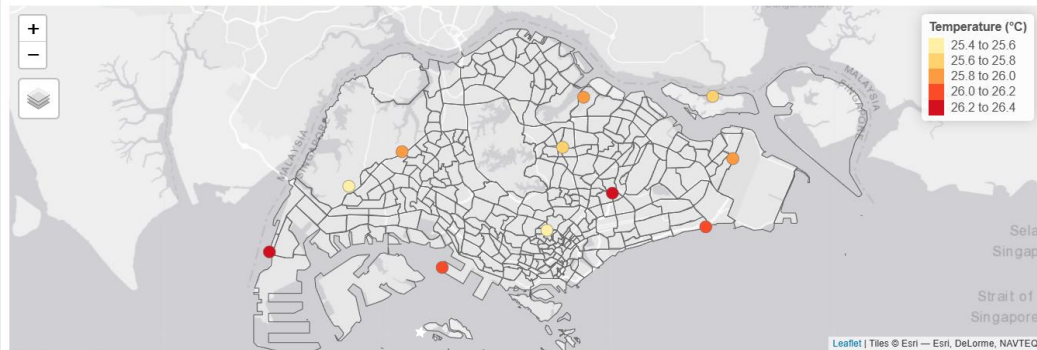 +
−
Temperature (°C)
25.4 to 25.6
25.6 to 25.8
25.8 to 26.0
26.0 to 26.2
26.2 to 26.4
MALAYSIA
SINGAPORE
MALAYSIA
SINGAPORE
Sela
Singap
Strait of
Singapore
Leaflet | Tiles © Esri — Esri, DeLorme, NAVTEQ